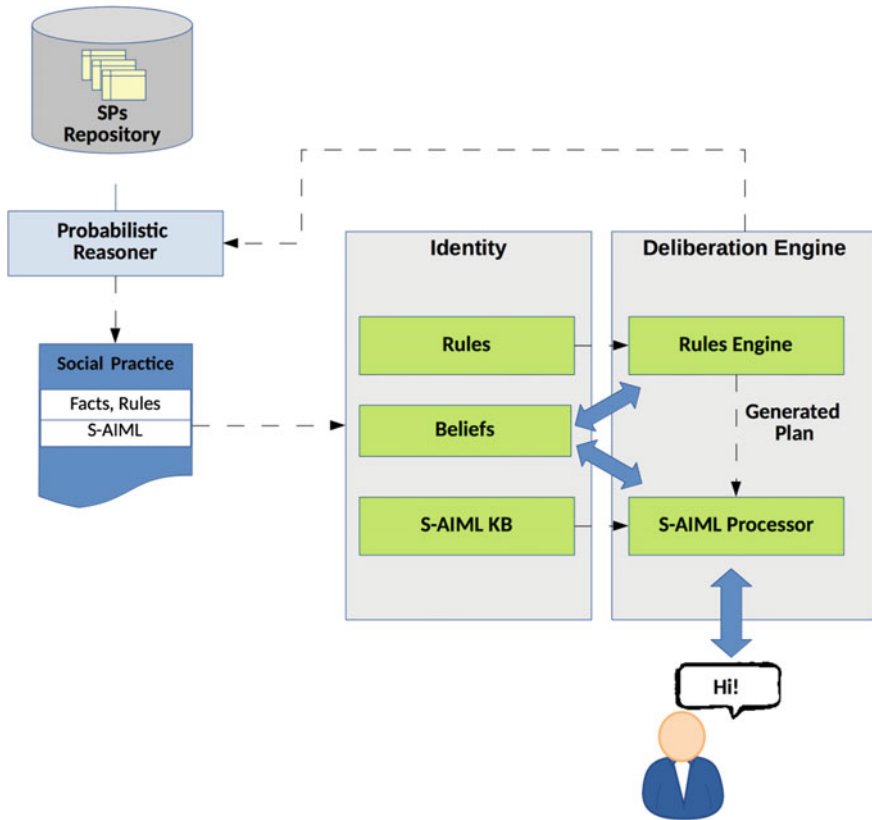 SPs
Repository
Probabilistic
Reasoner
Social Practice
Facts, Rules
S-AIML
Identity
Rules
Beliefs
S-AIML KB
Deliberation Engine
Rules Engine
Generated
Plan
S-AIML Processor
Hi!